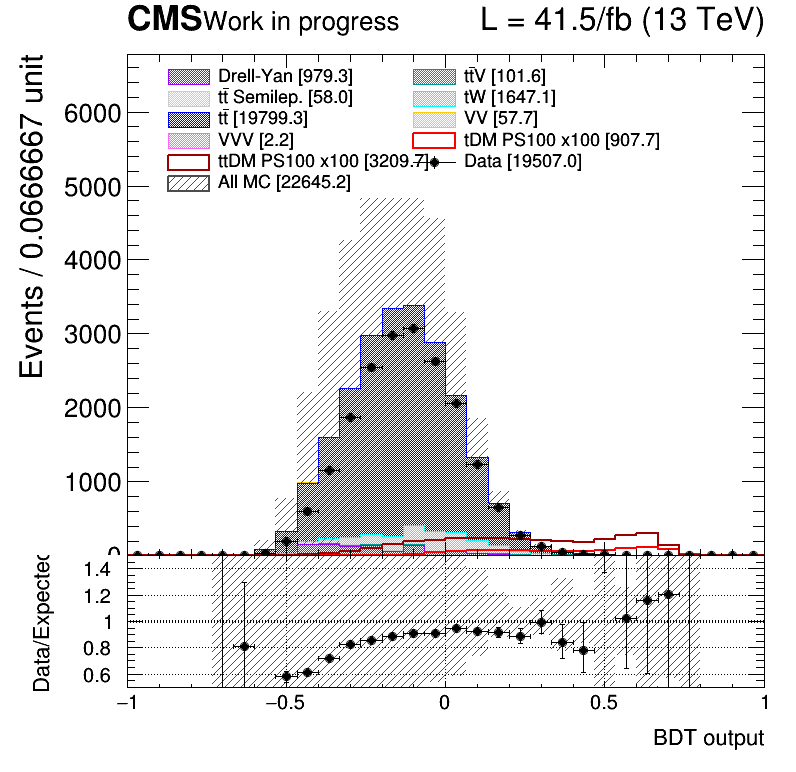 CMS Work in progress L = 41.5/fb (13 TeV)
Events / 0.0666667 unit
Drell-Yan [979.3] tt̄V [101.6]
tt̄ Semilep. [58.0] tW [1647.1]
tt̄ [19799.3] VV [57.7]
VVV [2.2] tDM PS100 x100 [907.7]
ttDM PS100 x100 [3209.7] Data [19507.0]
All MC [22645.2]
6000
5000
4000
3000
2000
1000
0
Data/Expected
1.4
1.2
1
0.8
0.6
−1 −0.5 0 0.5 1
BDT output